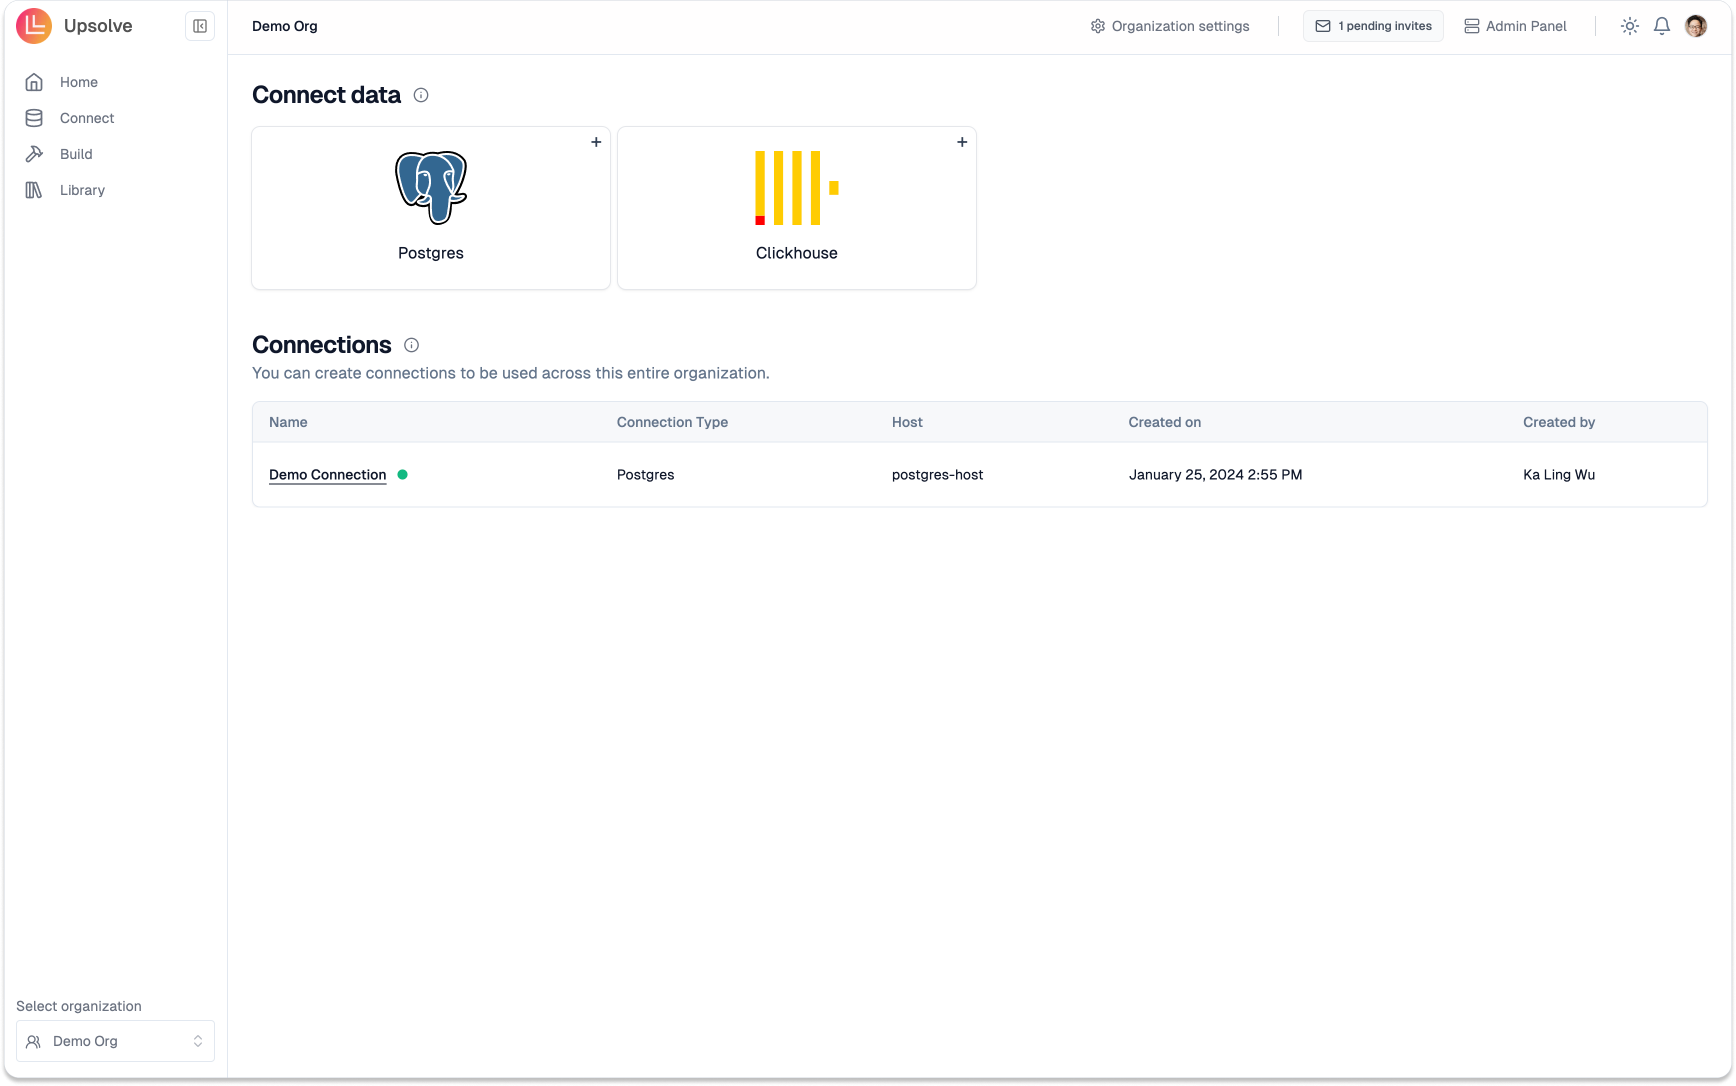 Upsolve
Home
Connect
Build
Library
Select organization
Demo Org
Demo Org
Organization settings
1 pending invites
Admin Panel
Connect data
Postgres
Clickhouse
Connections
You can create connections to be used across this entire organization.
Name Connection Type Host Created on Created by
Demo Connection Postgres postgres-host January 25, 2024 2:55 PM Ka Ling Wu